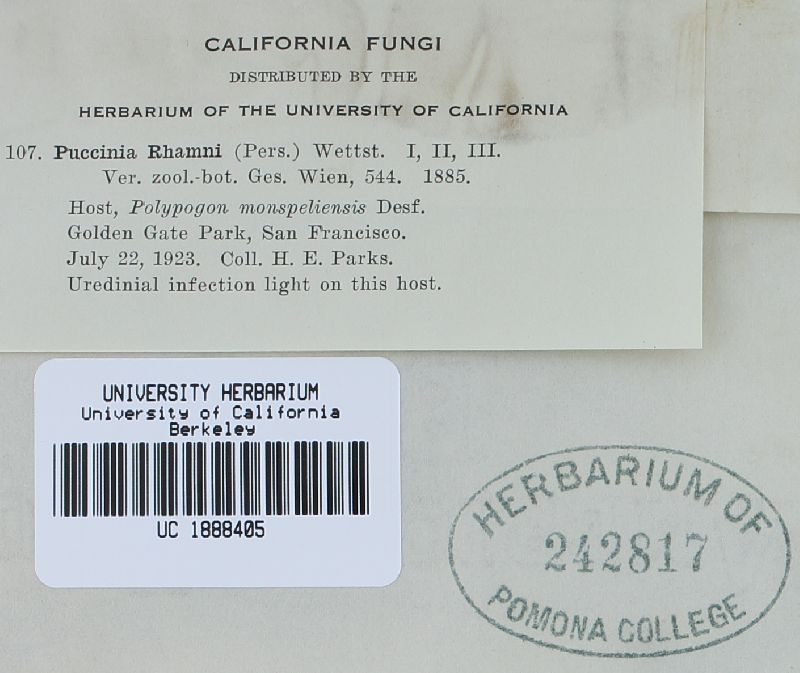 CALIFORNIA FUNGI
DISTRIBUTED BY THE
HERBARIUM OF THE UNIVERSITY OF CALIFORNIA
107. Puccinia Rhamni (Pers.) Wettst. I, II, III.
Ver. zool.-bot. Ges. Wien, 544. 1885.
Host, Polypogon monspeliensis Desf.
Golden Gate Park, San Francisco.
July 22, 1923. Coll. H. E. Parks.
Uredinial infection light on this host.
UNIVERSITY HERBARIUM
University of California
Berkeley
UC 1888405
HERBARIUM OF
242817
POMONA COLLEGE